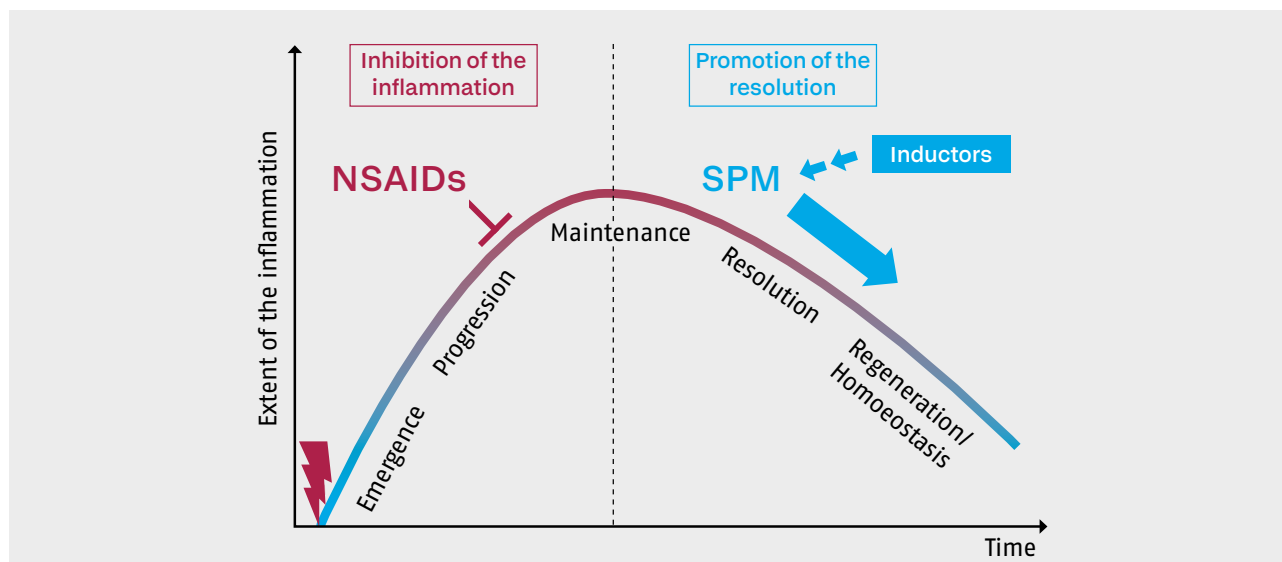 Inhibition of the
inflammation
Promotion of the
resolution
Inductors
NSAIDs
SPM
Extent of the inflammation
Emergence
Progression
Maintenance
Resolution
Regeneration/
Homoeostasis
Time